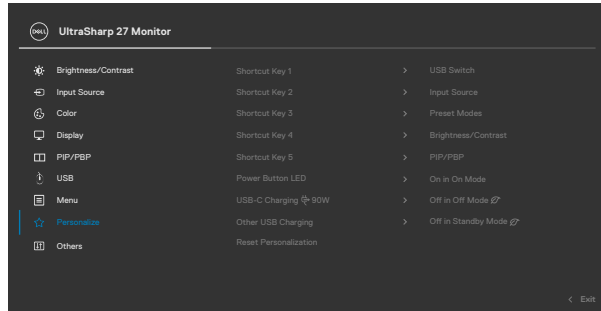 DELL UltraSharp 27 Monitor
Brightness/Contrast Shortcut Key 1 > USB Switch
Input Source Shortcut Key 2 > Input Source
Color Shortcut Key 3 > Preset Modes
Display Shortcut Key 4 > Brightness/Contrast
PIP/PBP Shortcut Key 5 > PIP/PBP
USB Power Button LED > On in On Mode
Menu USB-C Charging 90W > Off in Off Mode
Personalize Other USB Charging > Off in Standby Mode
Others Reset Personalization
< Exit